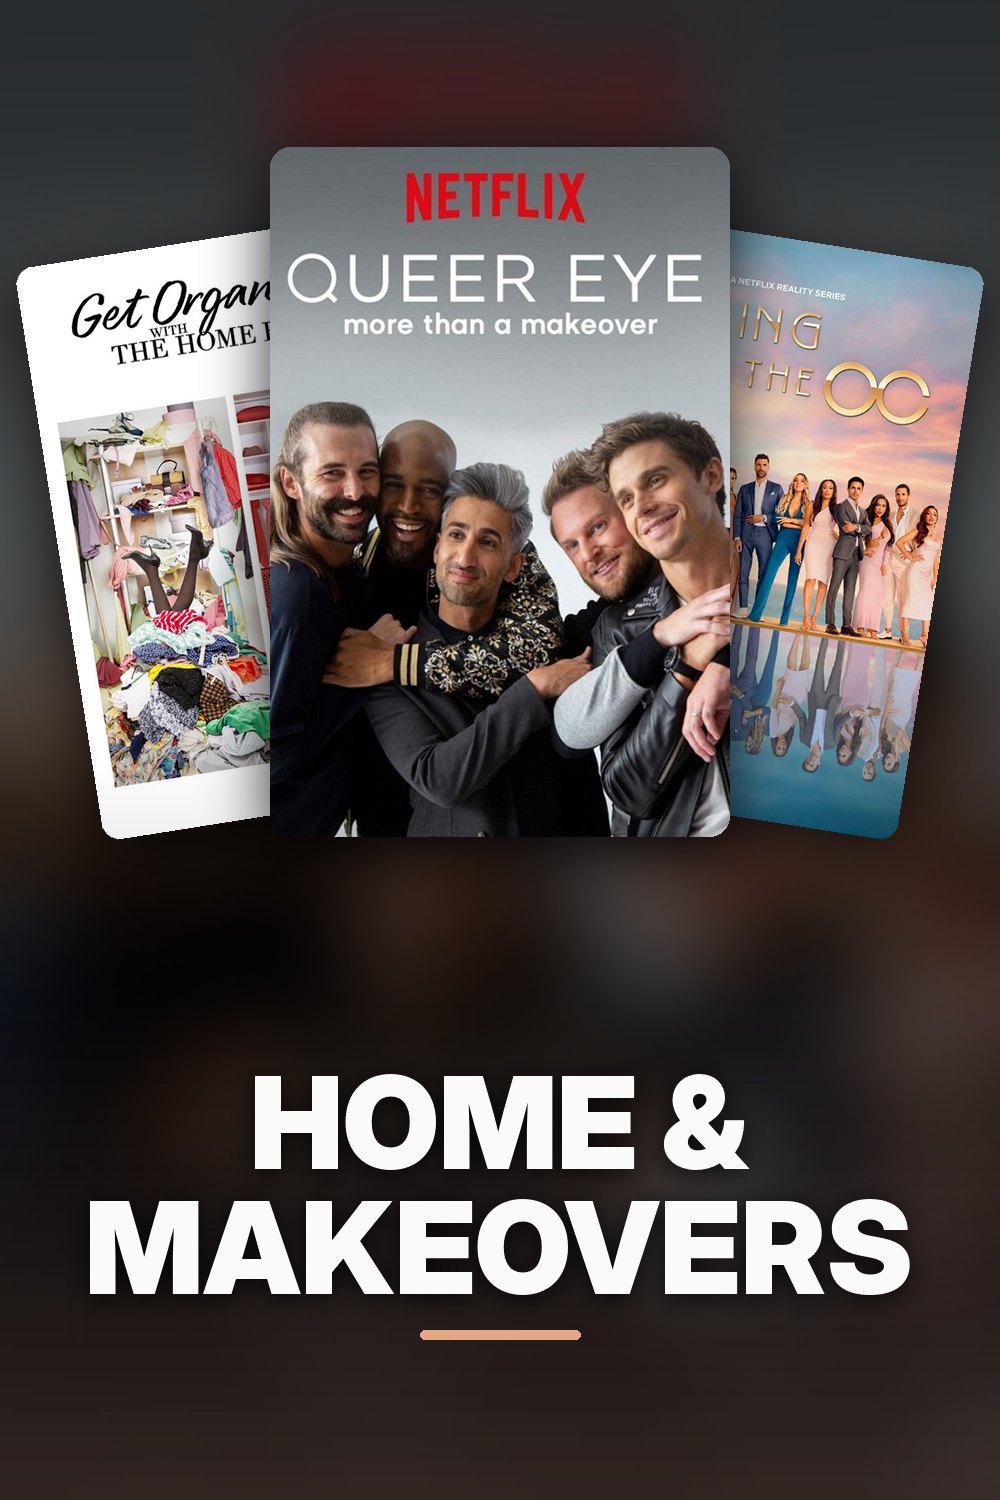 Get Organ
WITH
THE HOME
NETFLIX
QUEER EYE
more than a makeover
A NETFLIX REALITY SERIES
ING
THE OC
HOME &
MAKEOVERS